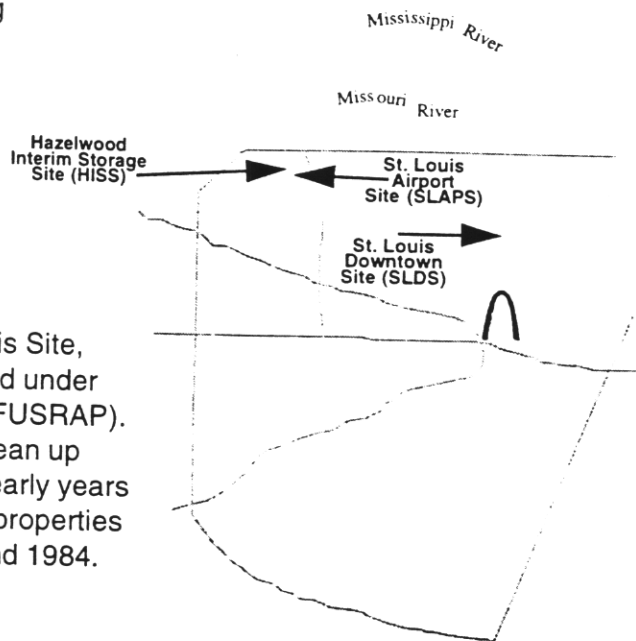 g
Mississippi River
Missouri River
Hazelwood
Interim Storage
Site (HISS)
St. Louis
Airport
Site (SLAPS)
St. Louis
Downtown
Site (SLDS)
is Site,
d under
FUSRAP).
ean up
early years
properties
nd 1984.